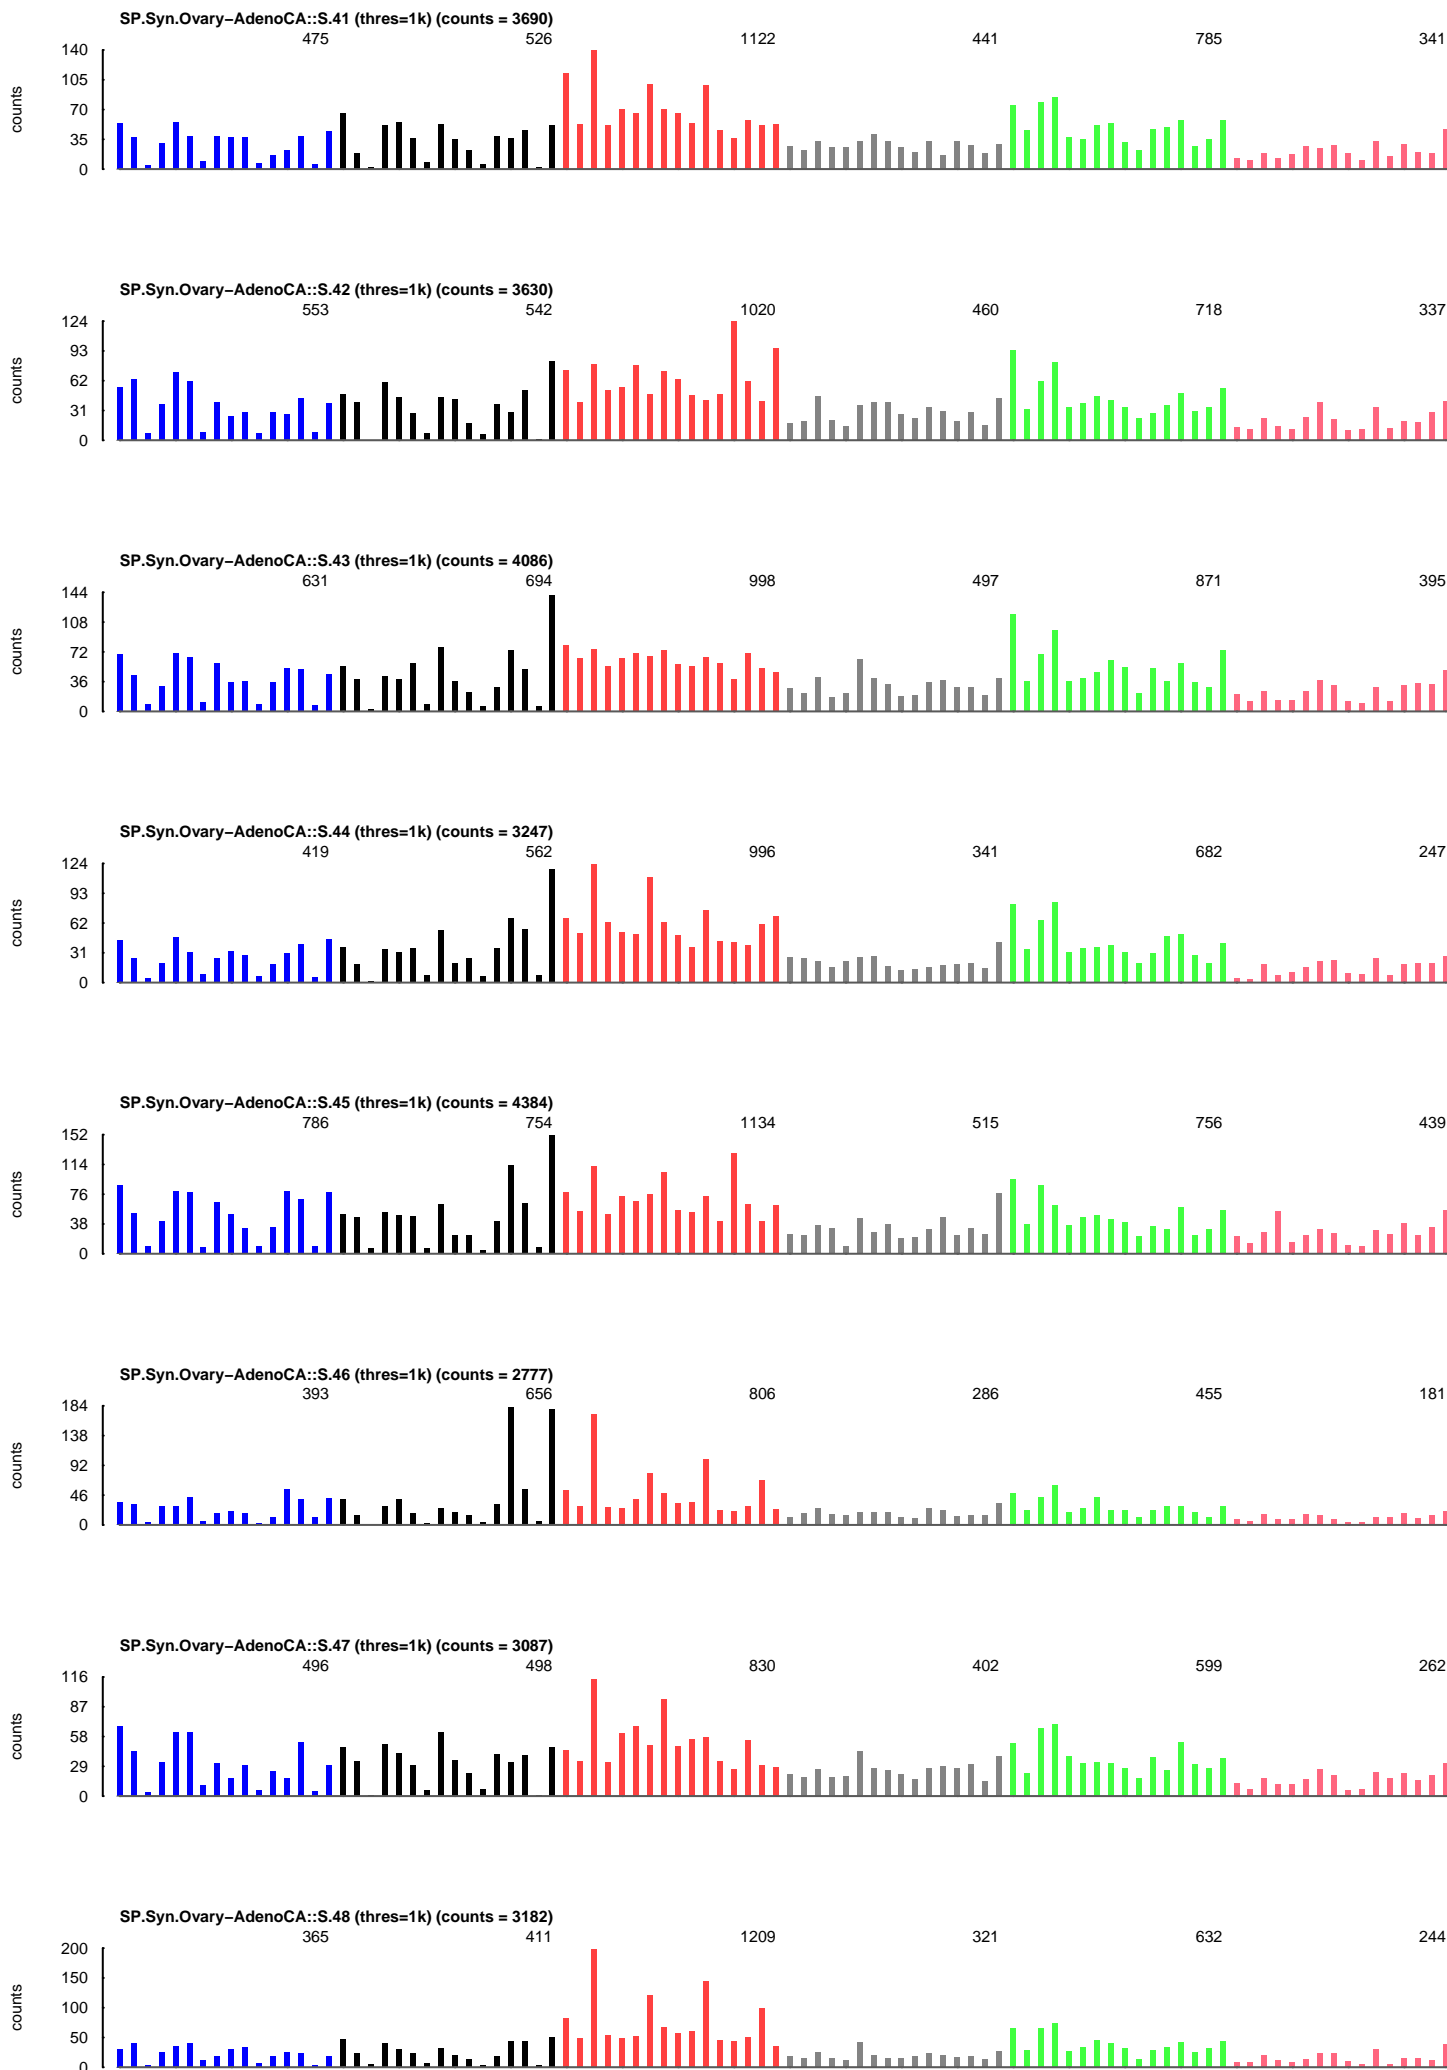 SP.Syn.Ovary−AdenoCA::S.41 (thres=1k) (counts = 3690)
475 526 1122 441 785 341
140
105
70
35
0
counts
SP.Syn.Ovary−AdenoCA::S.42 (thres=1k) (counts = 3630)
553 542 1020 460 718 337
124
93
62
31
0
counts
SP.Syn.Ovary−AdenoCA::S.43 (thres=1k) (counts = 4086)
631 694 998 497 871 395
144
108
72
36
0
counts
SP.Syn.Ovary−AdenoCA::S.44 (thres=1k) (counts = 3247)
419 562 996 341 682 247
124
93
62
31
0
counts
SP.Syn.Ovary−AdenoCA::S.45 (thres=1k) (counts = 4384)
786 754 1134 515 756 439
152
114
76
38
0
counts
SP.Syn.Ovary−AdenoCA::S.46 (thres=1k) (counts = 2777)
393 656 806 286 455 181
184
138
92
46
0
counts
SP.Syn.Ovary−AdenoCA::S.47 (thres=1k) (counts = 3087)
496 498 830 402 599 262
116
87
58
29
0
counts
SP.Syn.Ovary−AdenoCA::S.48 (thres=1k) (counts = 3182)
365 411 1209 321 632 244
200
150
100
50
0
counts